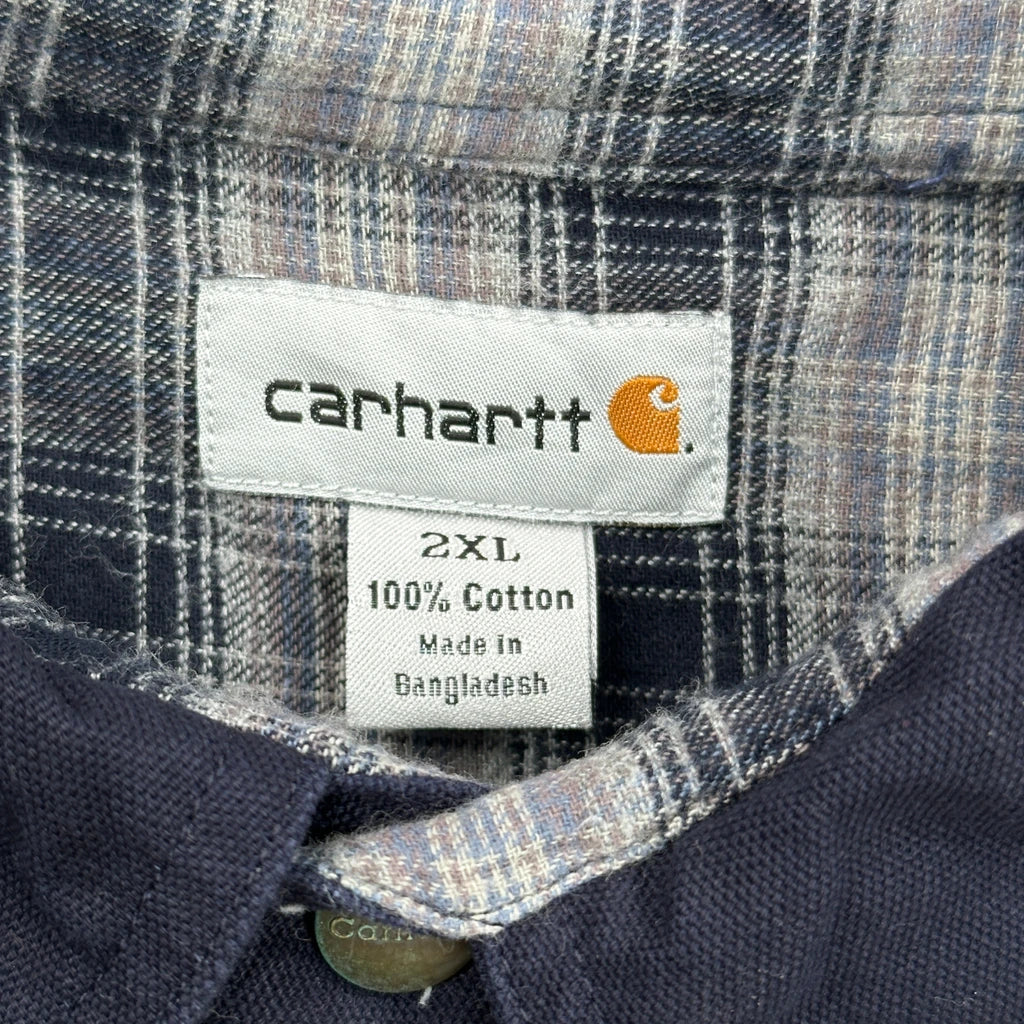 carhartt
2XL
100% Cotton
Made in
Bangladesh